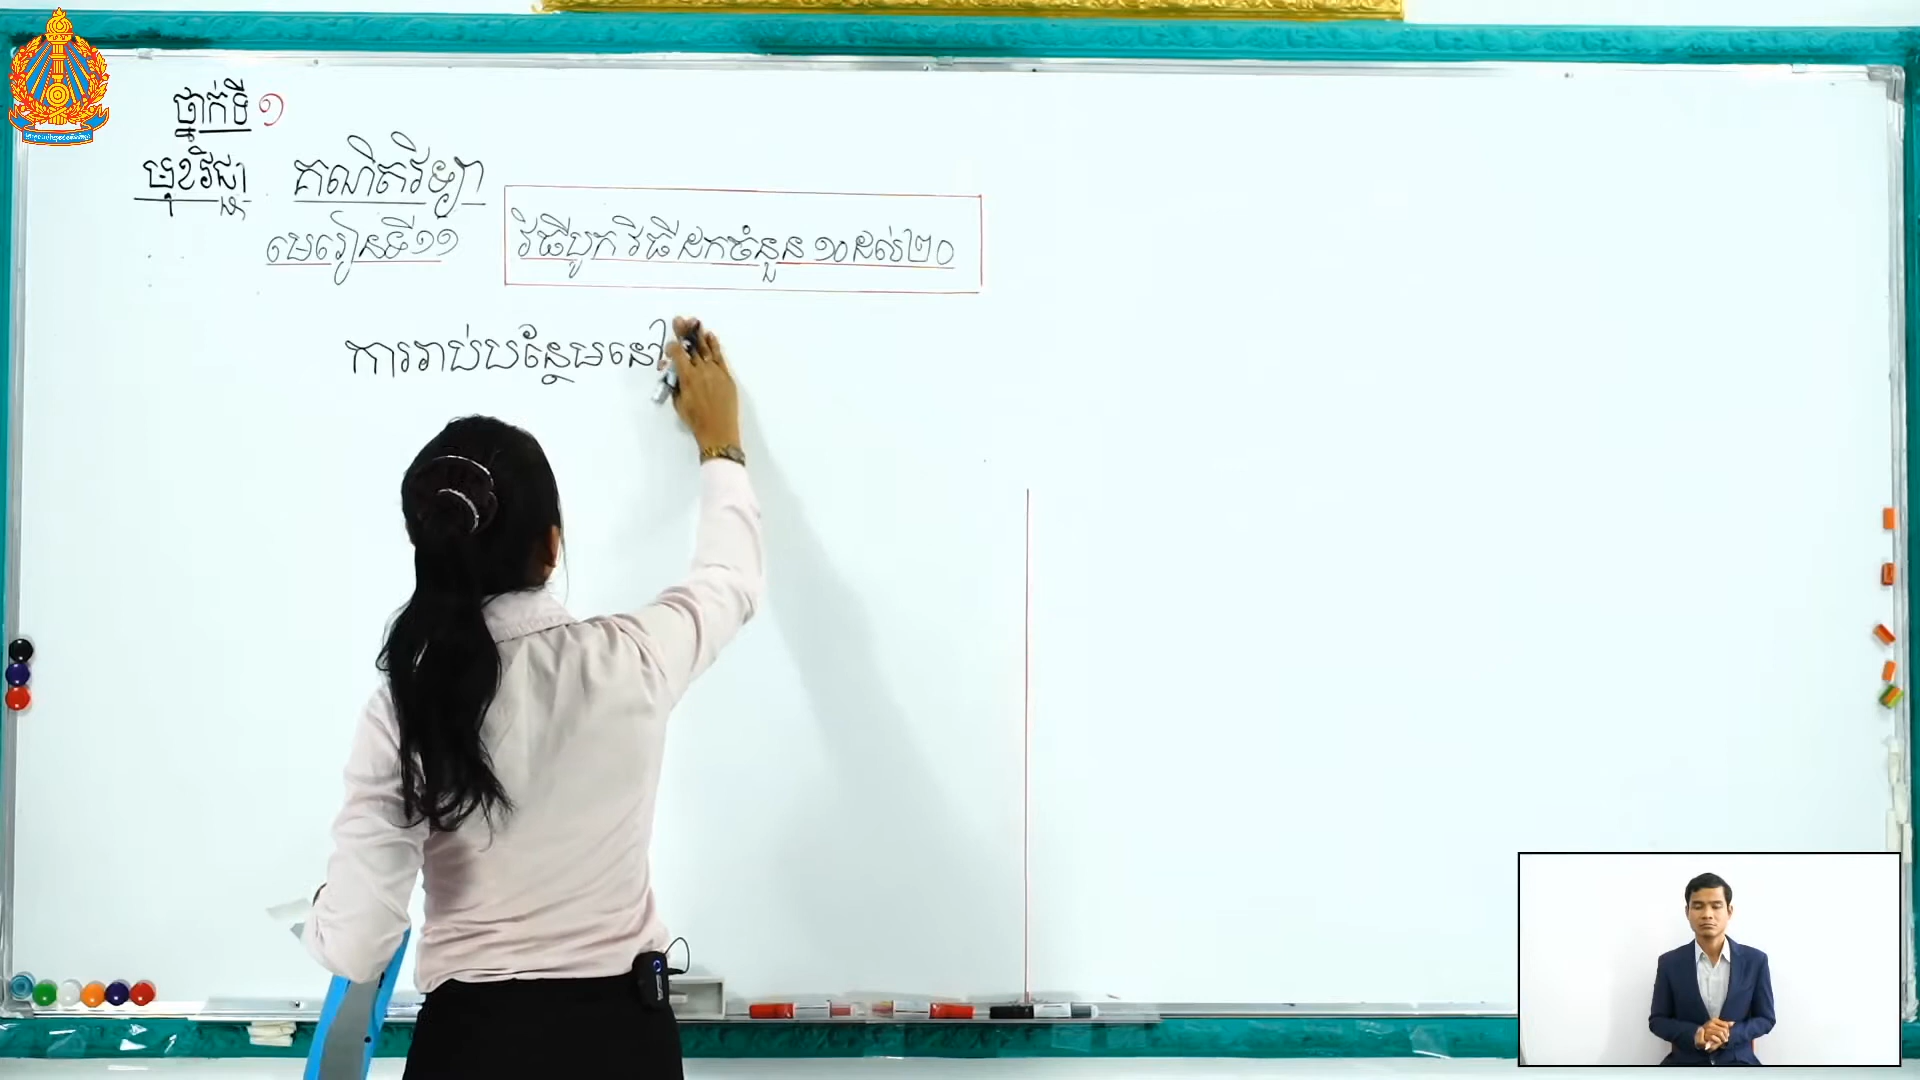 ថ្នាក់ទី ១
មុខវិជ្ជា គណិតវិទ្យា
មេរៀនទី១១ វិធីបូក វិធីដកចំនួន ១០ដល់២០
ការរាប់បន្ថែមនៅ